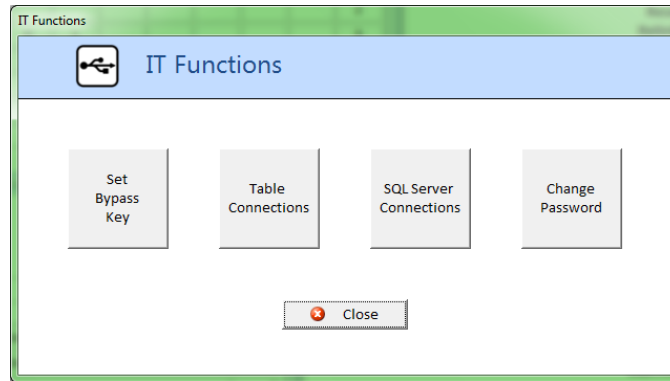 IT Functions
IT Functions
Set
Bypass
Key
Table
Connections
SQL Server
Connections
Change
Password
Close